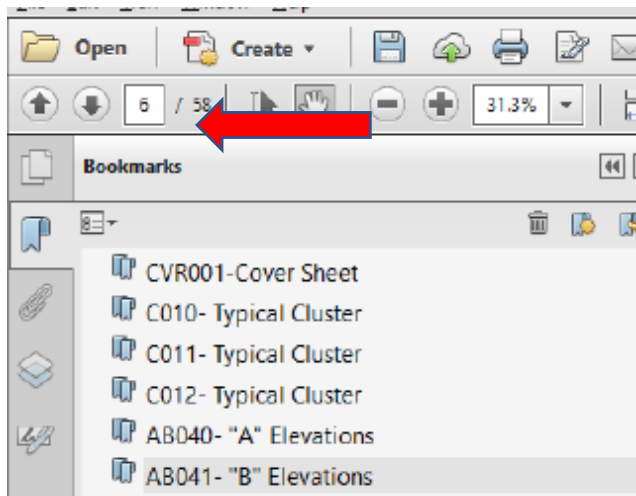 Open Create
6 / 58 31.3%
Bookmarks
CVR001-Cover Sheet
C010- Typical Cluster
C011- Typical Cluster
C012- Typical Cluster
AB040- "A" Elevations
AB041- "B" Elevations